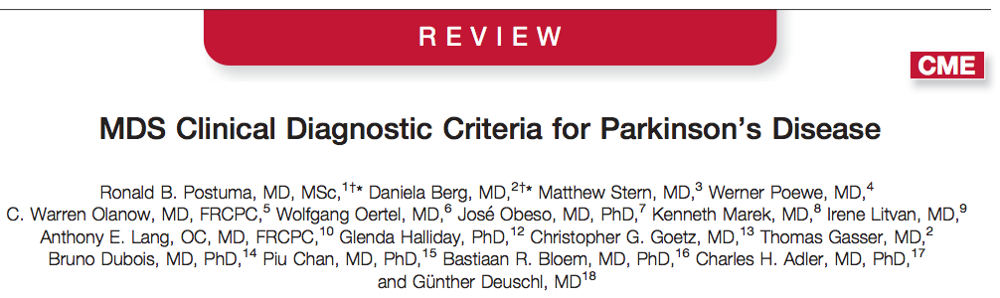 REVIEW
CME
MDS Clinical Diagnostic Criteria for Parkinson's Disease
Ronald B. Postuma, MD, MSc,1†* Daniela Berg, MD,2†* Matthew Stern, MD,3 Werner Poewe, MD,4
C. Warren Olanow, MD, FRCPC,5 Wolfgang Oertel, MD,6 José Obeso, MD, PhD,7 Kenneth Marek, MD,8 Irene Litvan, MD,9
Anthony E. Lang, OC, MD, FRCPC,10 Glenda Halliday, PhD,12 Christopher G. Goetz, MD,13 Thomas Gasser, MD,2
Bruno Dubois, MD, PhD,14 Piu Chan, MD, PhD,15 Bastiaan R. Bloem, MD, PhD,16 Charles H. Adler, MD, PhD,17
and Günther Deuschl, MD18